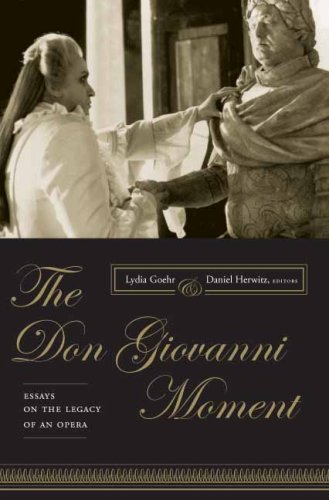 Lydia Goehr & Daniel Herwitz, EDITORS
The
Don Giovanni
Moment
ESSAYS
ON THE LEGACY
OF AN OPERA